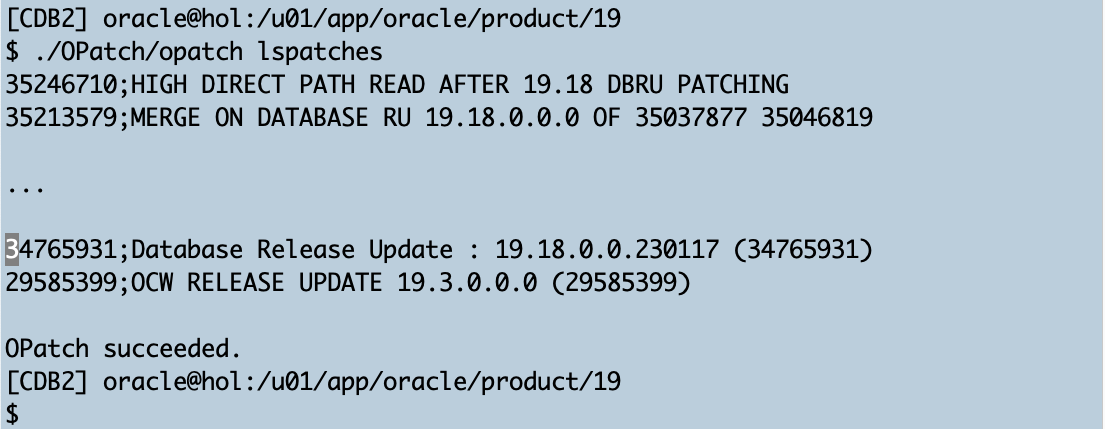 [CDB2] oracle@hol:/u01/app/oracle/product/19
$ ./OPatch/opatch lspatches
35246710;HIGH DIRECT PATH READ AFTER 19.18 DBRU PATCHING
35213579;MERGE ON DATABASE RU 19.18.0.0.0 OF 35037877 35046819
...
34765931;Database Release Update : 19.18.0.0.230117 (34765931)
29585399;OCW RELEASE UPDATE 19.3.0.0.0 (29585399)
OPatch succeeded.
[CDB2] oracle@hol:/u01/app/oracle/product/19
$